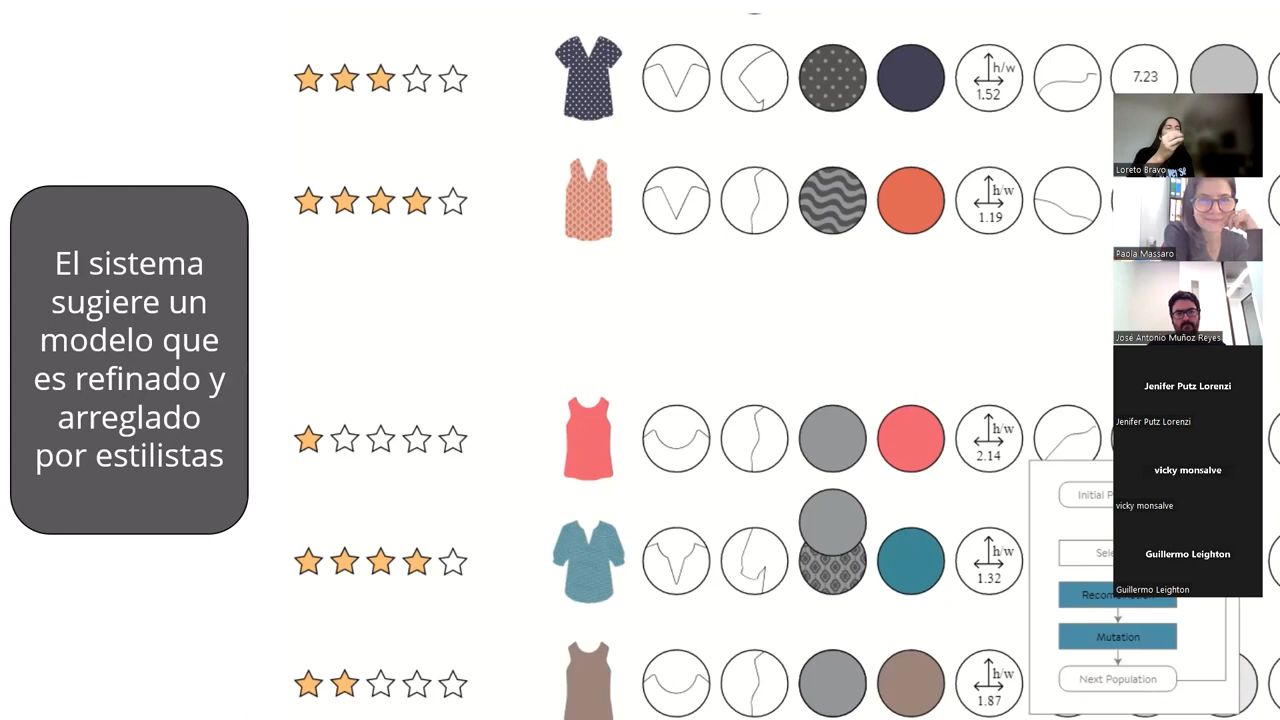 El sistema
sugiere un
modelo que
es refinado y
arreglado
por estilistas
h/w
1.52
7.23
h/w
1.19
h/w
2.14
h/w
1.32
h/w
1.87
Loreto Bravo
Paola Massaro
José Antonio Muñoz Reyes
Jenifer Putz Lorenzi
Jenifer Putz Lorenzi
vicky monsalve
vicky monsalve
Guillermo Leighton
Guillermo Leighton
Initial
Mutation
Next Population